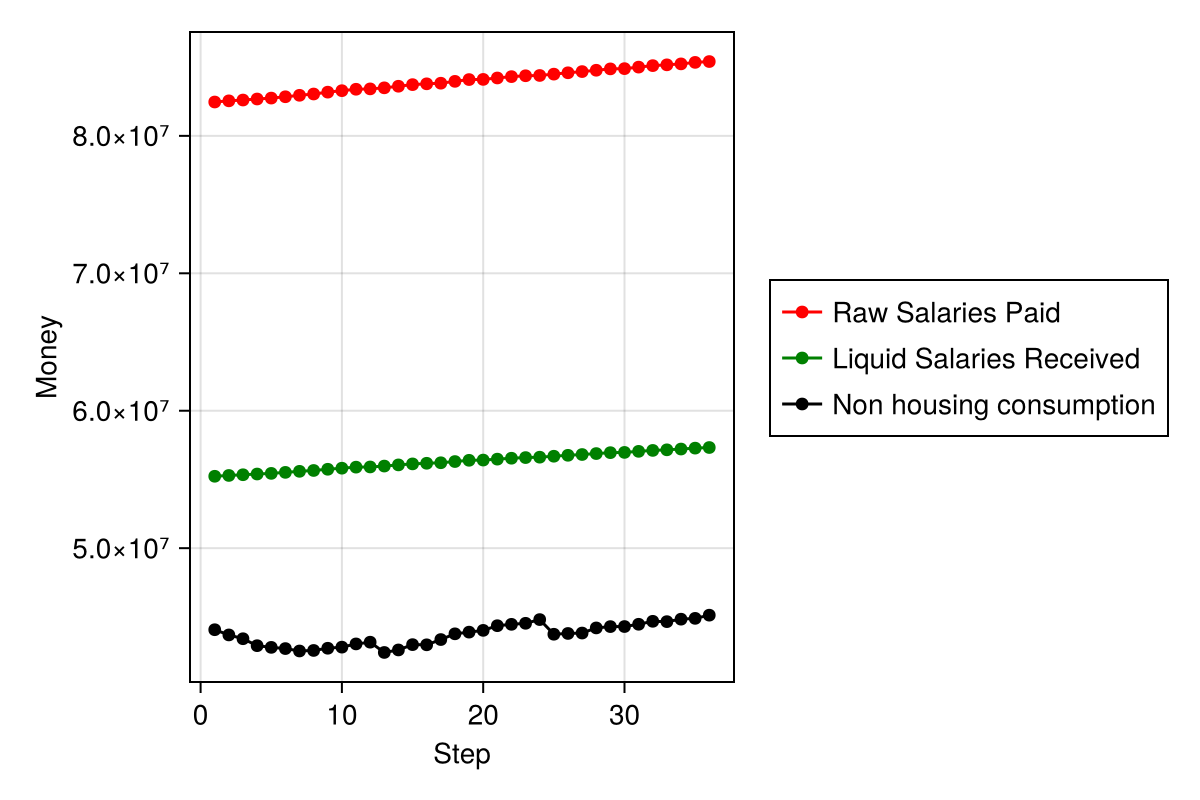 8.0×10⁷
7.0×10⁷
6.0×10⁷
5.0×10⁷
Money
0 10 20 30
Step
Raw Salaries Paid
Liquid Salaries Received
Non housing consumption